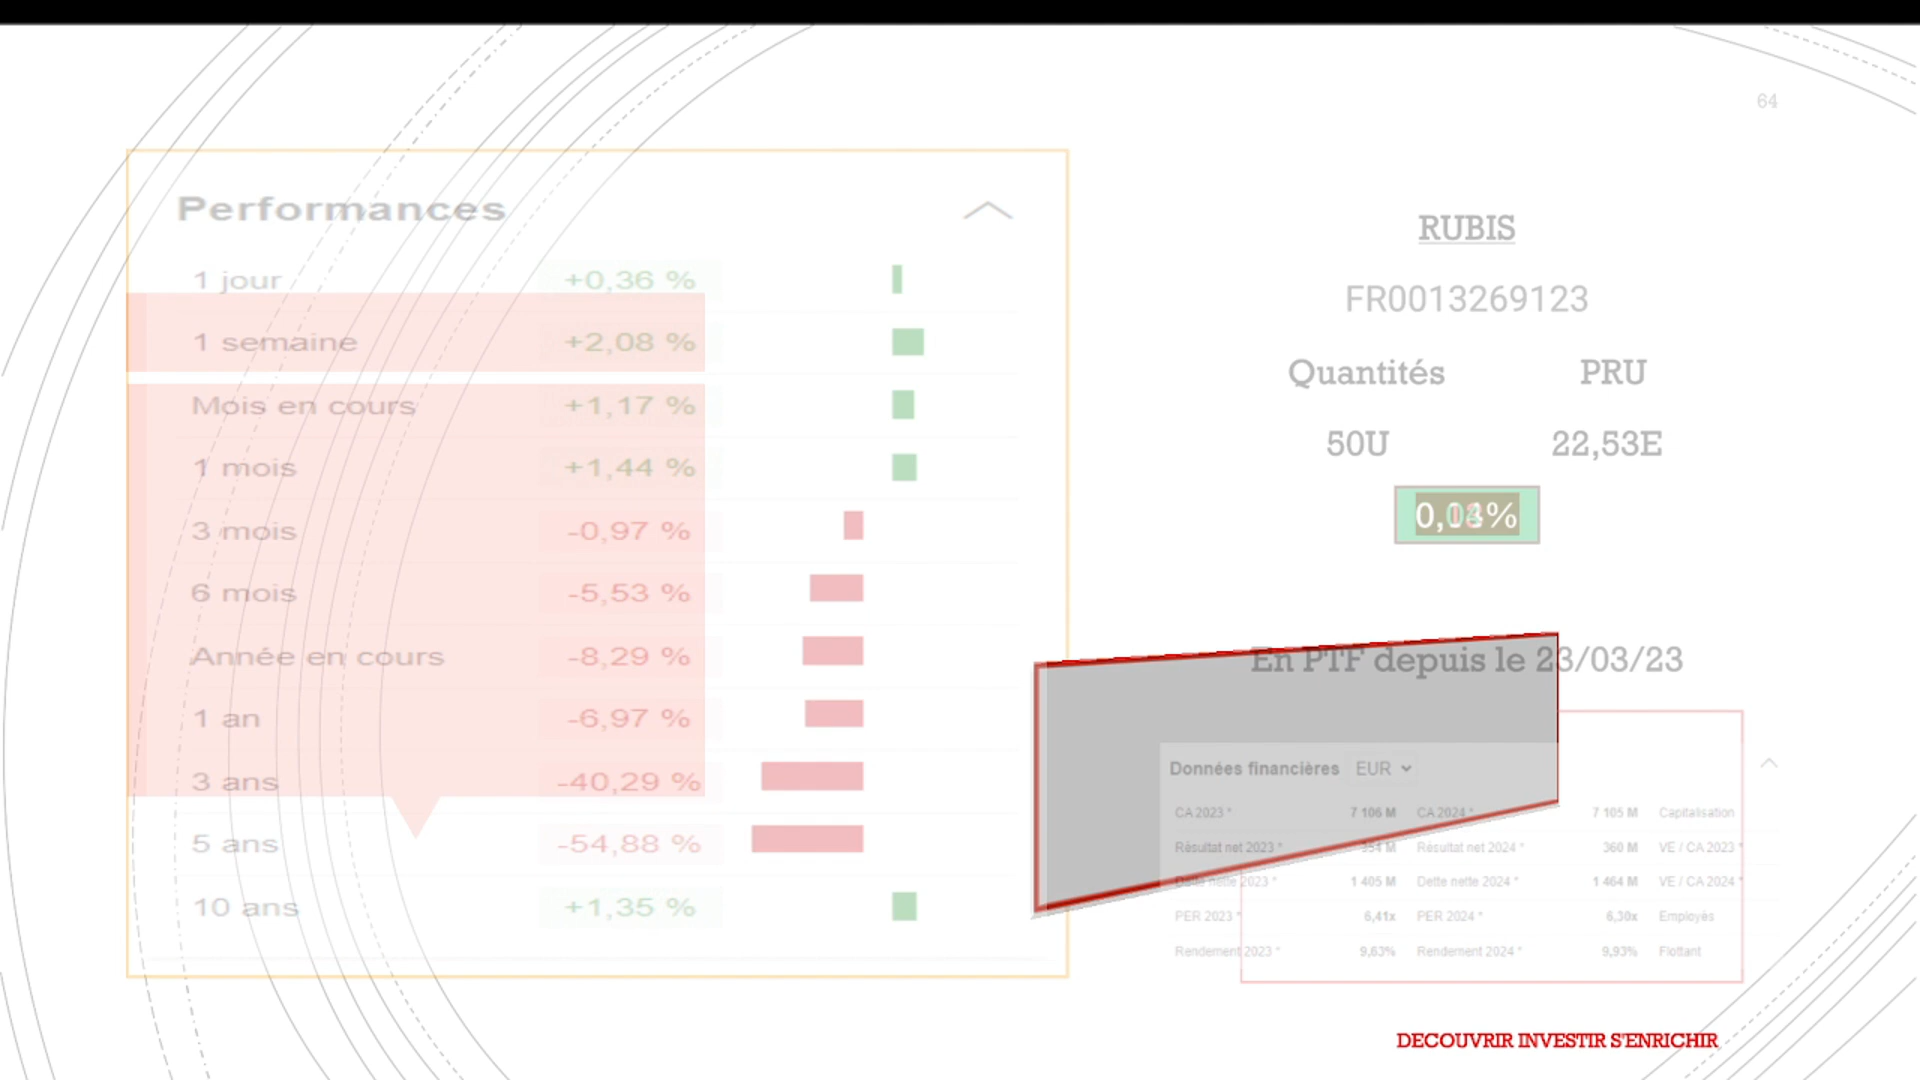 64
Performances
1 jour +0,36 %
1 semaine +2,08 %
Mois en cours +1,17 %
1 mois +1,44 %
3 mois -0,97 %
6 mois -5,53 %
Année en cours -8,29 %
1 an -6,97 %
3 ans -40,29 %
5 ans -54,88 %
10 ans +1,35 %
RUBIS
FR0013269123
Quantités PRU
50U 22,53E
En PTF depuis le 23/03/23
Données financières EUR
CA 2023 * 7 106 M CA 2024 * 7 105 M Capitalisation
Résultat net 2023 * 354 M Résultat net 2024 * 360 M VE / CA 2023 *
Dette nette 2023 * 1 405 M Dette nette 2024 * 1 464 M VE / CA 2024 *
PER 2023 * 6,41x PER 2024 * 6,30x Employés
Rendement 2023 * 9,63% Rendement 2024 * 9,93% Flottant
DECOUVRIR INVESTIR S'ENRICHIR